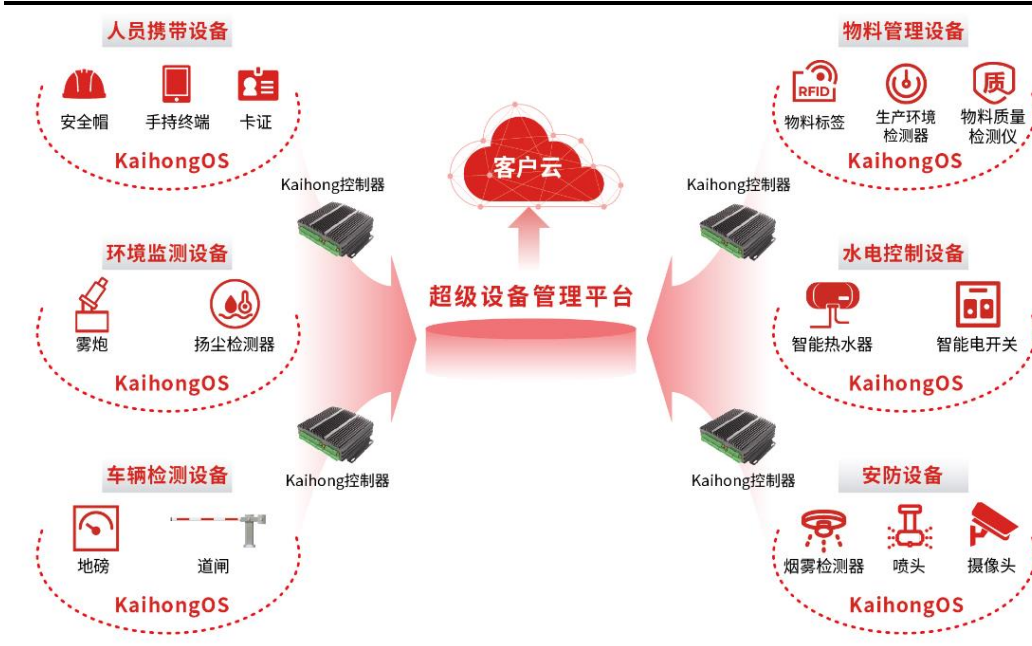 人员携带设备
安全帽
手持终端
卡证
KaihongOS
Kaihong控制器
环境监测设备
雾炮
扬尘检测器
KaihongOS
车辆检测设备
地磅
道闸
KaihongOS
Kaihong控制器
客户云
超级设备管理平台
物料管理设备
RFID
质
物料标签
生产环境
检测器
物料质量
检测仪
KaihongOS
Kaihong控制器
水电控制设备
智能热水器
智能电开关
KaihongOS
Kaihong控制器
安防设备
烟雾检测器
喷头
摄像头
KaihongOS